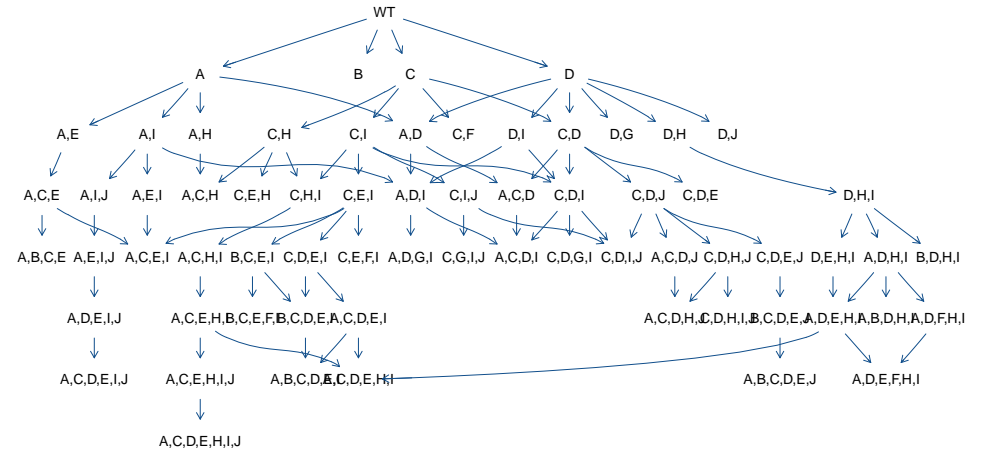 WT
A B C D
A,E A,I A,H C,H C,I A,D C,F D,I C,D D,G D,H D,J
A,C,E A,I,J A,E,I A,C,H C,E,H C,H,I C,E,I A,D,I C,I,J A,C,D C,D,I C,D,J C,D,E D,H,I
A,B,C,E A,E,I,J A,C,E,I A,C,H,I B,C,E,I C,D,E,I C,E,F,I A,D,G,I C,G,I,J A,C,D,I C,D,G,I C,D,I,J A,C,D,J C,D,H,J C,D,E,J D,E,H,I A,D,H,I B,D,H,I
A,D,E,I,J A,C,E,H,I B,C,E,F,I B,C,D,E,I A,C,D,E,I A,C,D,H,J C,D,H,I,J B,C,D,E,J A,D,E,H,I A,B,D,H,I A,D,F,H,I
A,C,D,E,I,J A,C,E,H,I,J A,B,C,D,E,I A,C,D,E,H,I A,B,C,D,E,J A,D,E,F,H,I
A,C,D,E,H,I,J